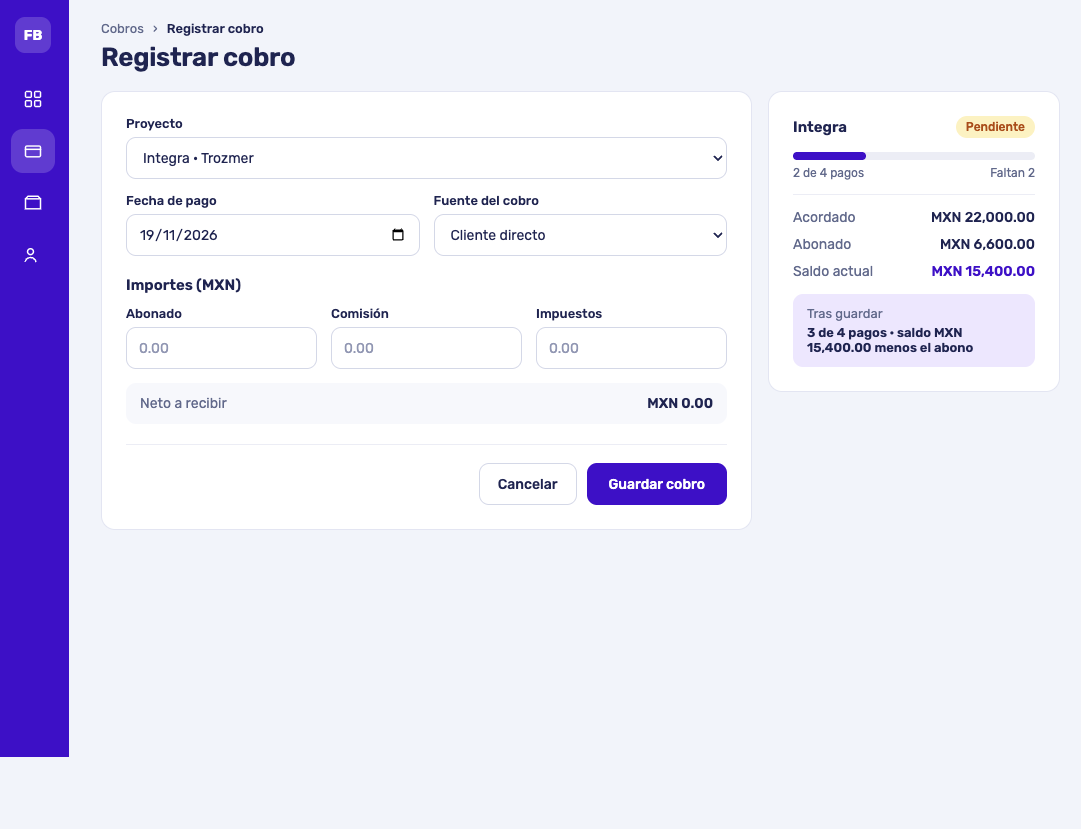 FB
Cobros › Registrar cobro
Registrar cobro
Proyecto
Integra • Trozmer
Fecha de pago
Fuente del cobro
19/11/2026
Cliente directo
Importes (MXN)
Abonado
Comisión
Impuestos
0.00
0.00
0.00
Neto a recibir
MXN 0.00
Cancelar
Guardar cobro
Integra
Pendiente
2 de 4 pagos
Faltan 2
Acordado
MXN 22,000.00
Abonado
MXN 6,600.00
Saldo actual
MXN 15,400.00
Tras guardar
3 de 4 pagos • saldo MXN
15,400.00 menos el abono